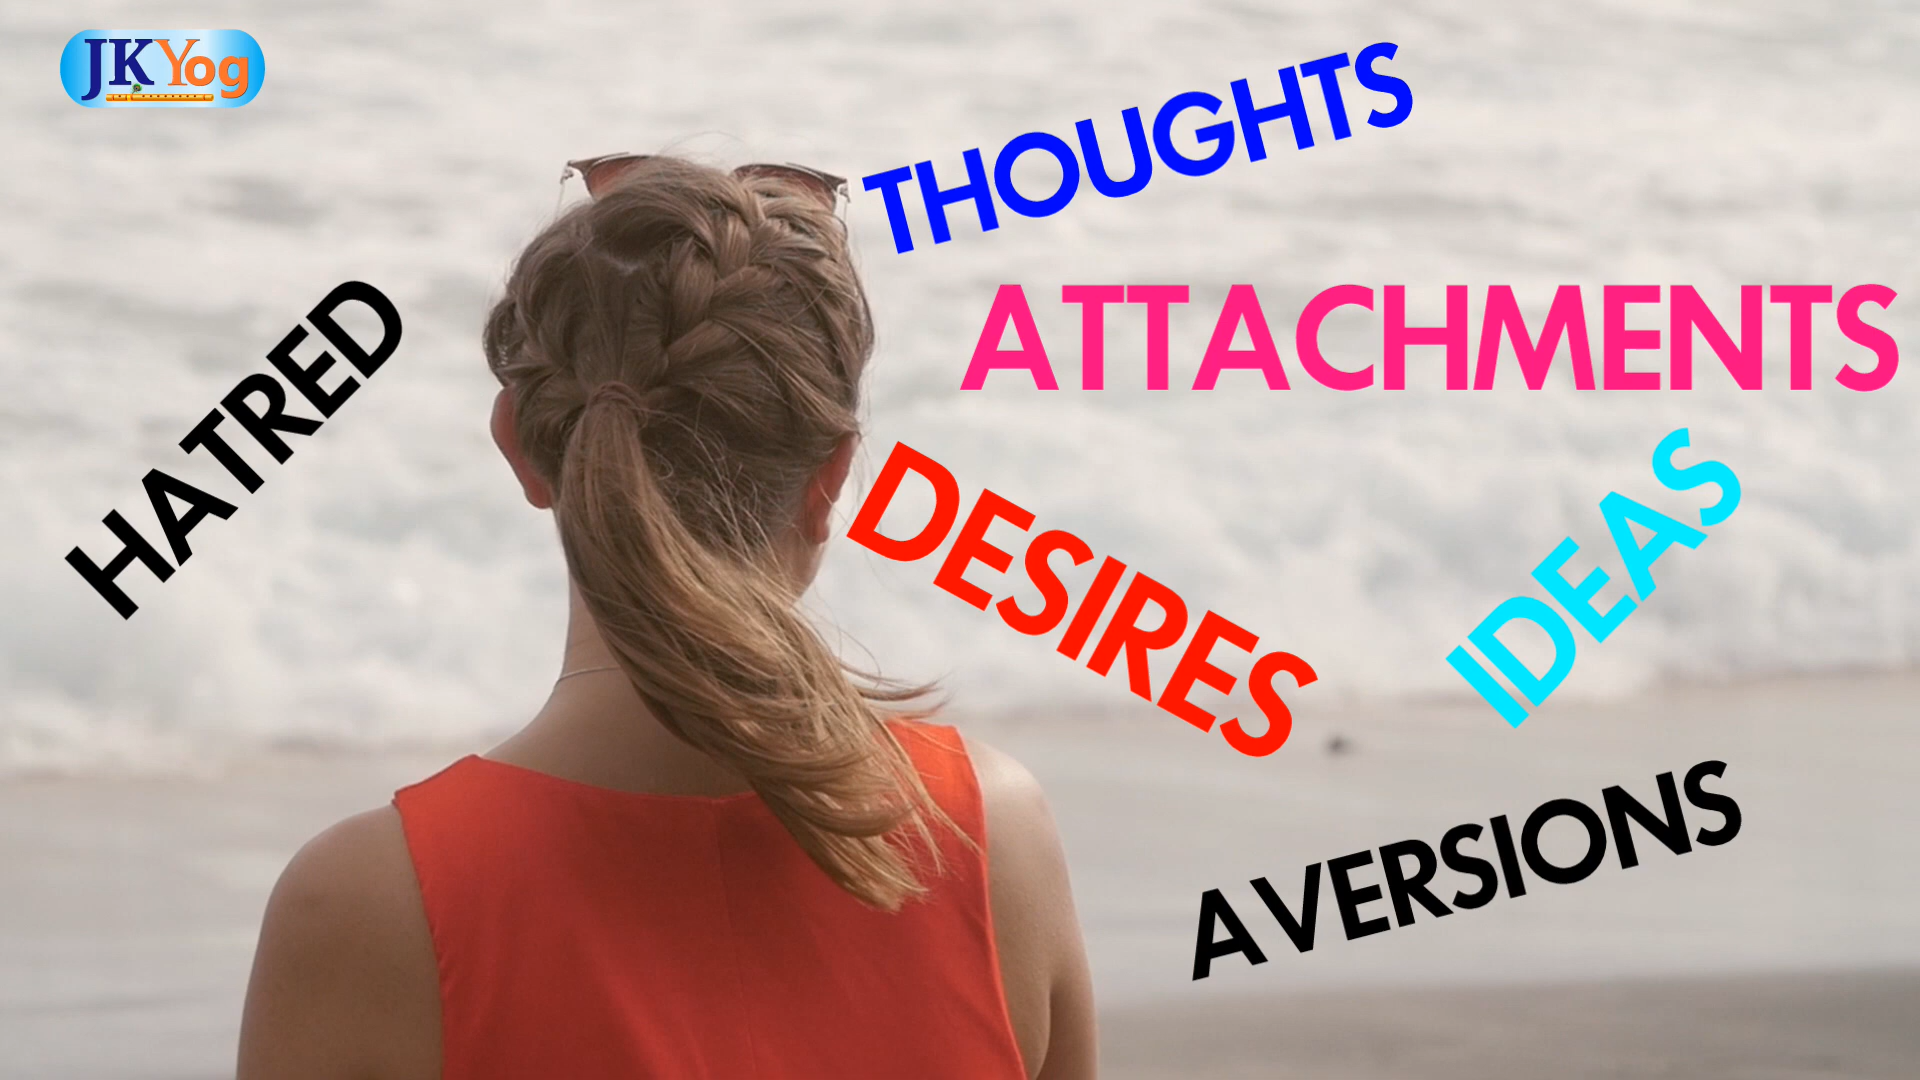 JKYog
THOUGHTS
ATTACHMENTS
HATRED
DESIRES
IDEAS
AVERSIONS